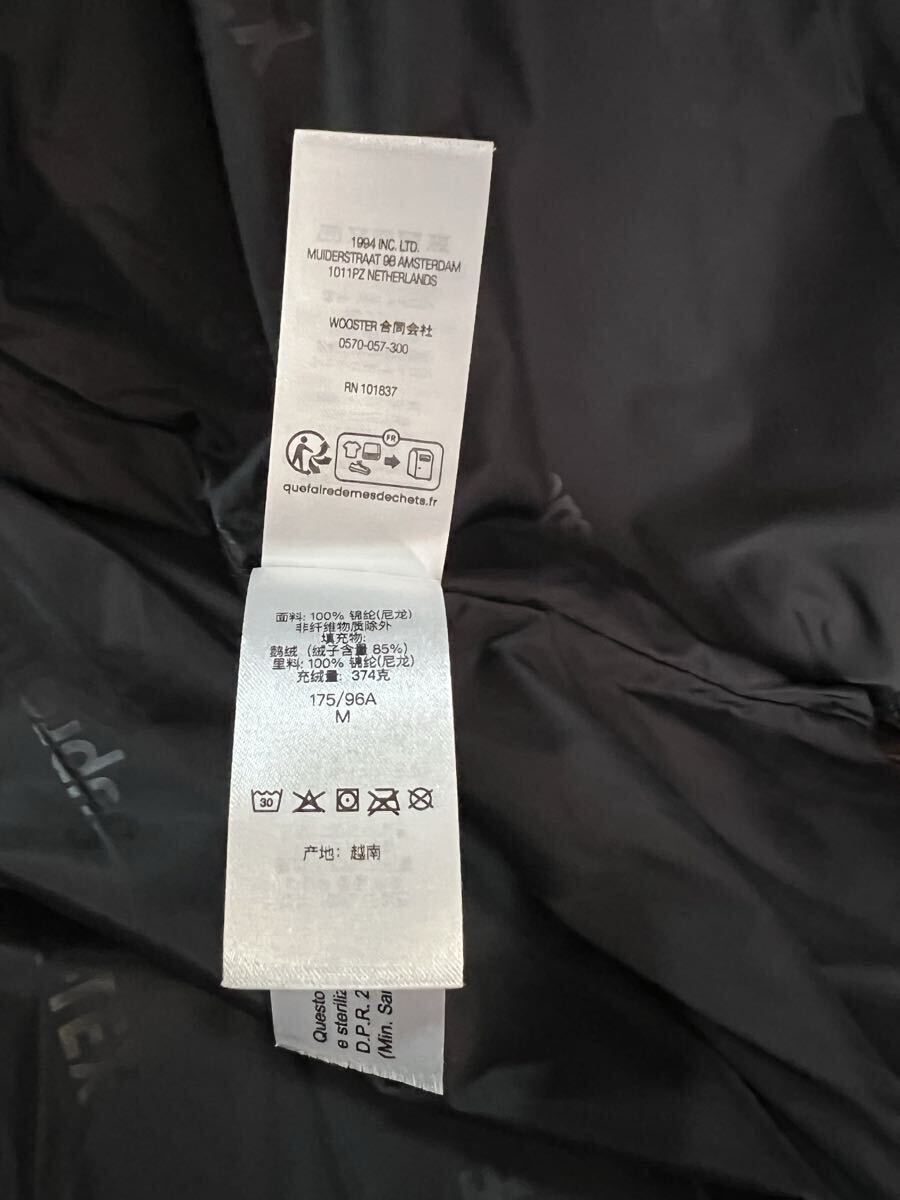 1994 INC. LTD.
MUIDERSTRAAT 9B AMSTERDAM
1011PZ NETHERLANDS
WOOSTER 合同会社
0570-057-300
RN 101837
FR
quefairedemesdechets.fr
面料: 100% 锦纶(尼龙)
非纤维物质除外
填充物:
鹅绒 (绒子含量 85%)
里料: 100% 锦纶(尼龙)
充绒量: 374克
175/96A
M
30
产地: 越南
Questo
e steriliz
D.P.R. 2
(Min. San